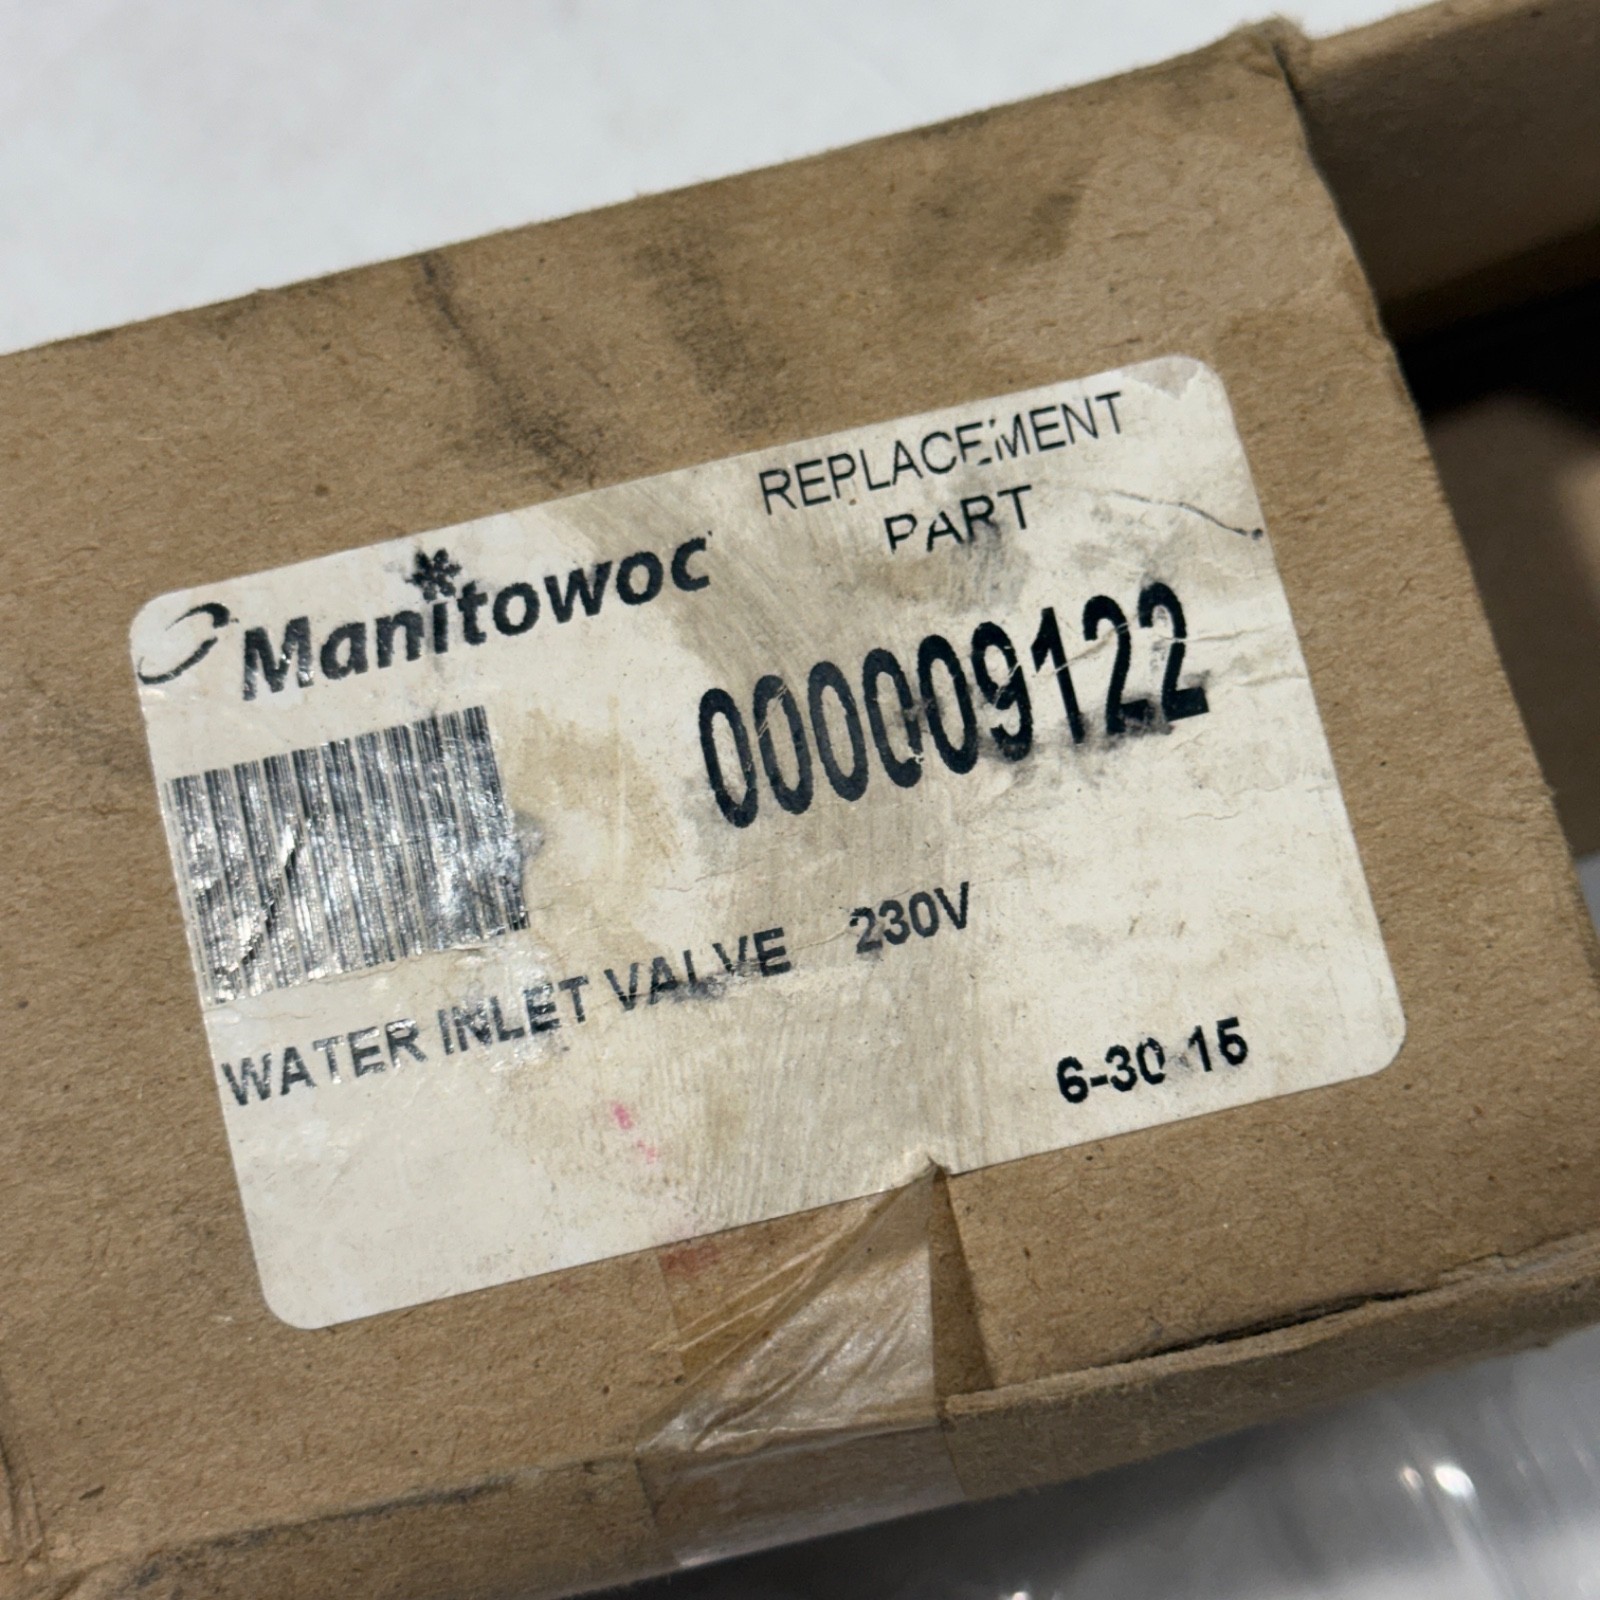 REPLACEMENT
PART
Manitowoc
000009122
WATER INLET VALVE 230V
6-30 15